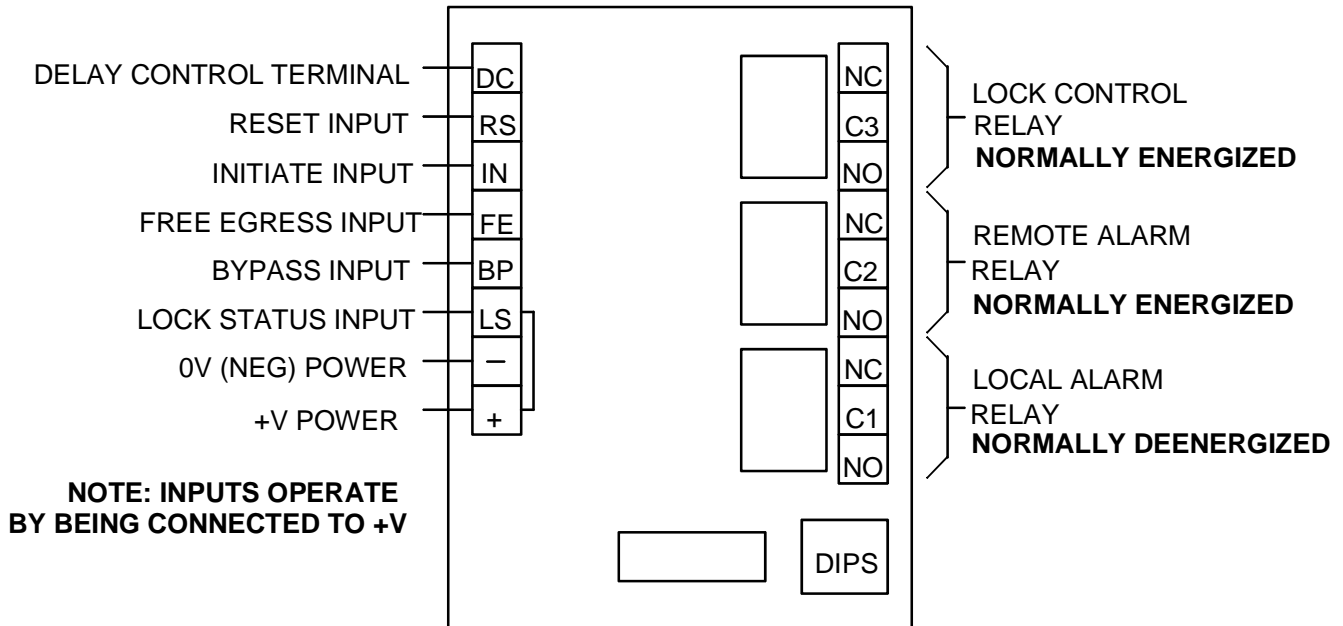 DELAY CONTROL TERMINAL
RESET INPUT
INITIATE INPUT
FREE EGRESS INPUT
BYPASS INPUT
LOCK STATUS INPUT
0V (NEG) POWER
+V POWER
NOTE: INPUTS OPERATE
BY BEING CONNECTED TO +V
DC
RS
IN
FE
BP
LS
–
+
NC
C3
NO
NC
C2
NO
NC
C1
NO
DIPS
LOCK CONTROL
RELAY
NORMALLY ENERGIZED
REMOTE ALARM
RELAY
NORMALLY ENERGIZED
LOCAL ALARM
RELAY
NORMALLY DEENERGIZED